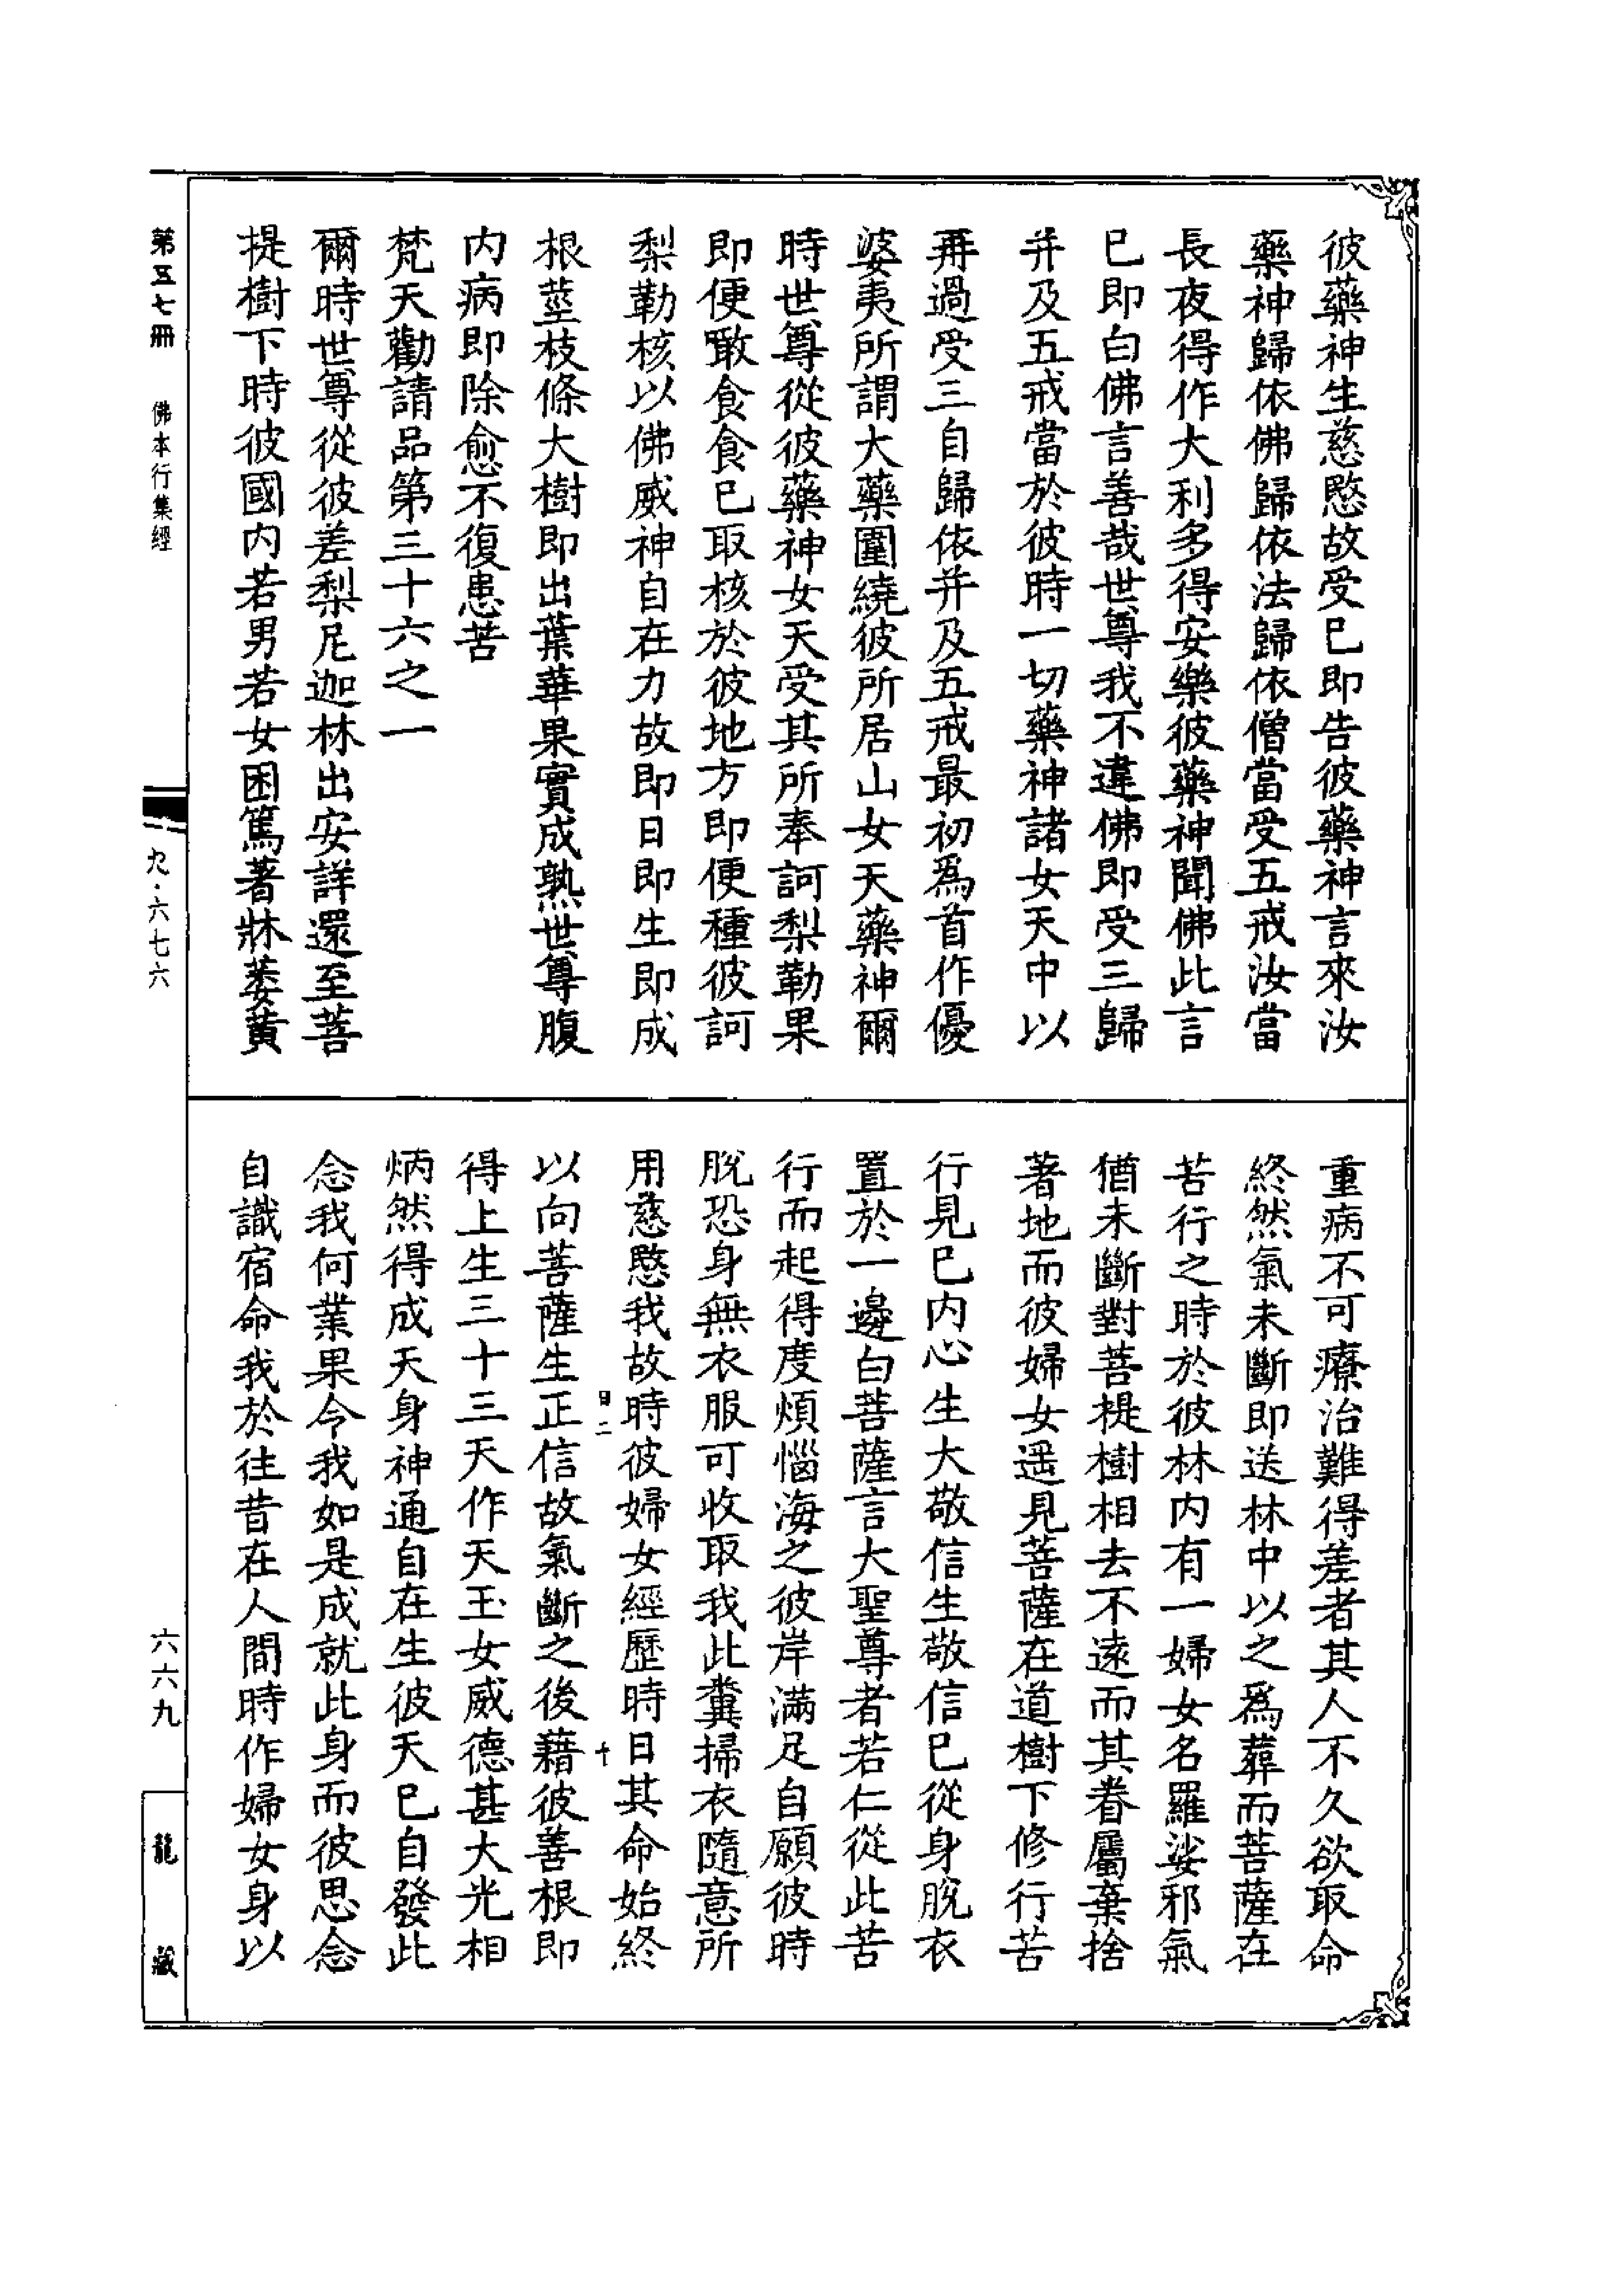 彼藥神生慈愍故受已即告彼藥神言來汝
藥神歸依佛歸依法歸依僧當受五戒汝當
長夜得作大利多得安樂彼藥神聞佛此言
已即白佛言善哉世尊我不違佛即受三歸
并及五戒當於彼時一切藥神諸女天中以
再過受三自歸依并及五戒最初爲首作優
婆夷所謂大藥圍繞彼所居山女天藥神爾
時世尊從彼藥神女天受其所奉訶梨勒果
即便噉食食已取核於彼地方即便種彼訶
梨勒核以佛威神自在力故即日即生即成
根莖枝條大樹即出葉華果實成熟世尊腹
内病即除愈不復患苦
梵天勸請品第三十六之一
爾時世尊從彼差梨尼迦林出安詳還至菩
提樹下時彼國内若男若女困篤著牀萎黄
重病不可療治難得差者其人不久欲取命
終然氣未斷即送林中以之爲葬而菩薩在
苦行之時於彼林内有一婦女名羅娑邪氣
猶未斷對菩提樹相去不遠而其眷屬棄捨
著地而彼婦女遥見菩薩在道樹下修行苦
行見已内心生大敬信生敬信已從身脫衣
置於一邊白菩薩言大聖尊者若仁從此苦
行而起得度煩惱海之彼岸滿足自願彼時
脫恐身無衣服可收取我此糞掃衣隨意所
用慈愍我故時彼婦女經歷時日其命始終
以向菩薩生正信故氣斷之後藉彼善根即
得上生三十三天作天玉女威德甚大光相
炳然得成天身神通自在生彼天已自發此
念我何業果令我如是成就此身而彼思念
自識宿命我於往昔在人間時作婦女身以
第五七冊
佛本行集經
九·六七六
六六九
龍藏